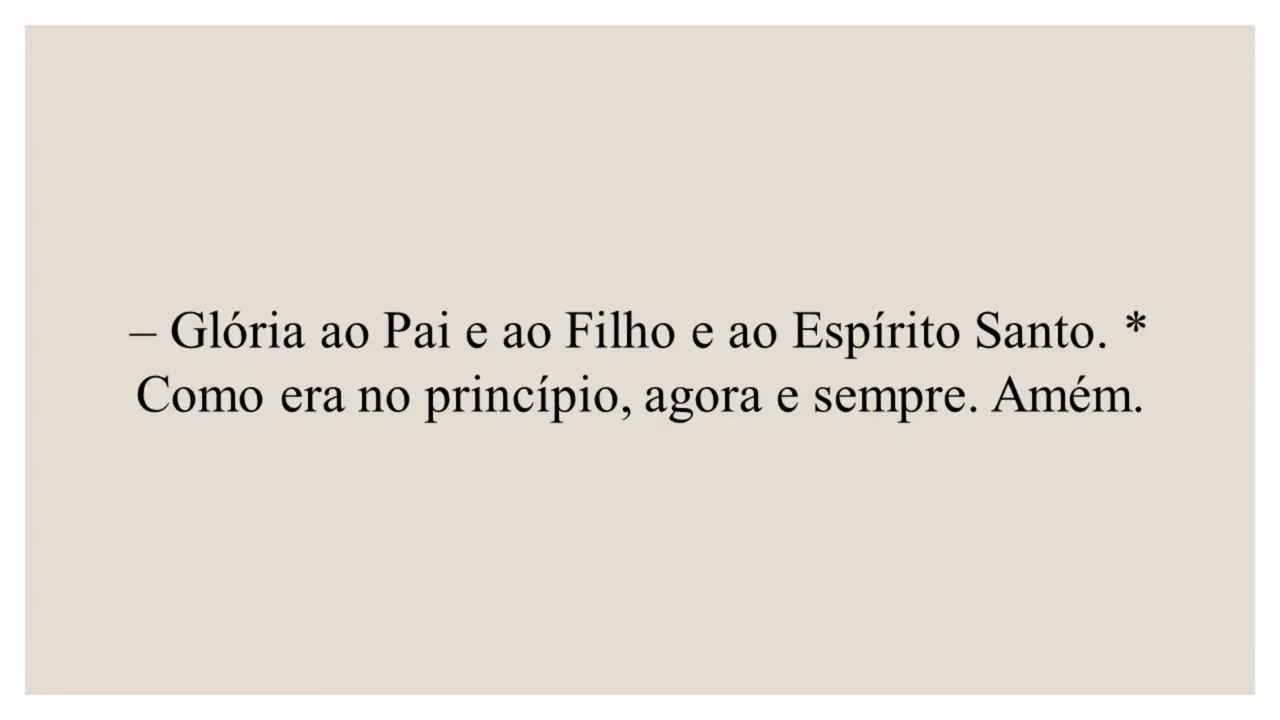 – Glória ao Pai e ao Filho e ao Espírito Santo. *
Como era no princípio, agora e sempre. Amém.